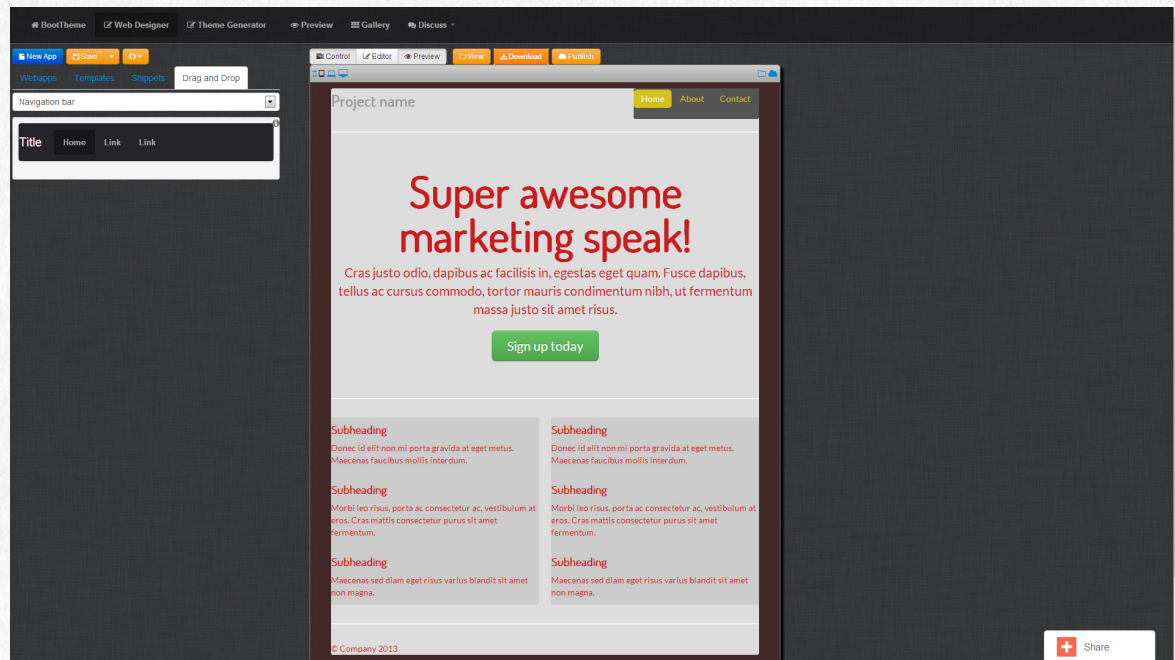 BootTheme Web Designer Theme Generator Preview Gallery Discuss
New App Save
Control Editor Preview View Download Publish
Webapps Templates Snippets Drag and Drop
Navigation bar
Title Home Link Link
Project name
Home About Contact
Super awesome
marketing speak!
Cras justo odio, dapibus ac facilisis in, egestas eget quam. Fusce dapibus,
tellus ac cursus commodo, tortor mauris condimentum nibh, ut fermentum
massa justo sit amet risus.
Sign up today
Subheading
Donec id elit non mi porta gravida at eget metus.
Maecenas faucibus mollis interdum.
Subheading
Morbi leo risus, porta ac consectetur ac, vestibulum at
eros. Cras mattis consectetur purus sit amet
fermentum.
Subheading
Maecenas sed diam eget risus varius blandit sit amet
non magna.
Subheading
Donec id elit non mi porta gravida at eget metus.
Maecenas faucibus mollis interdum.
Subheading
Morbi leo risus, porta ac consectetur ac, vestibulum at
eros. Cras mattis consectetur purus sit amet
fermentum.
Subheading
Maecenas sed diam eget risus varius blandit sit amet
non magna.
© Company 2013
Share